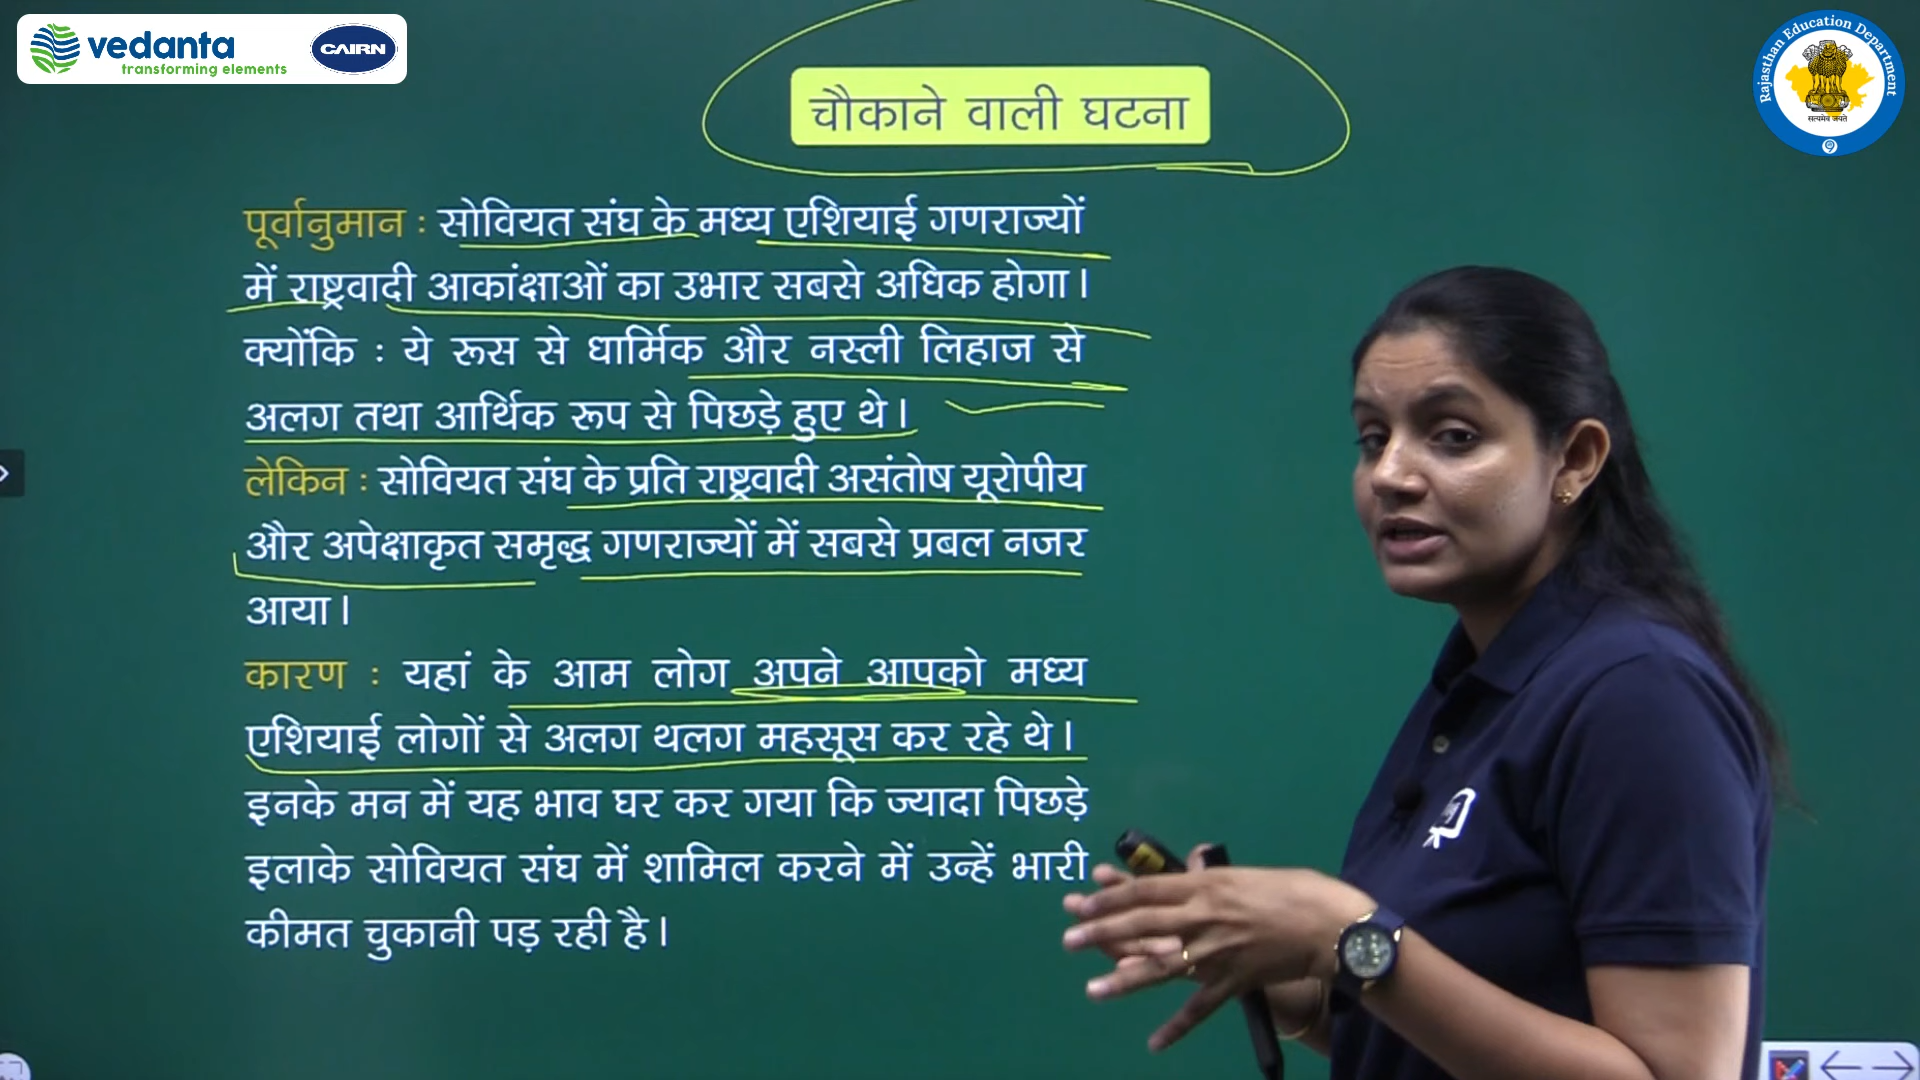 vedanta
transforming elements
CAIRN
Rajasthan Education Department
सत्यमेव जयते
चौकाने वाली घटना
पूर्वानुमान : सोवियत संघ के मध्य एशियाई गणराज्यों
में राष्ट्रवादी आकांक्षाओं का उभार सबसे अधिक होगा।
क्योंकि : ये रूस से धार्मिक और नस्ली लिहाज से
अलग तथा आर्थिक रूप से पिछड़े हुए थे।
लेकिन : सोवियत संघ के प्रति राष्ट्रवादी असंतोष यूरोपीय
और अपेक्षाकृत समृद्ध गणराज्यों में सबसे प्रबल नजर
आया।
कारण : यहां के आम लोग अपने आपको मध्य
एशियाई लोगों से अलग थलग महसूस कर रहे थे।
इनके मन में यह भाव घर कर गया कि ज्यादा पिछड़े
इलाके सोवियत संघ में शामिल करने में उन्हें भारी
कीमत चुकानी पड़ रही है।